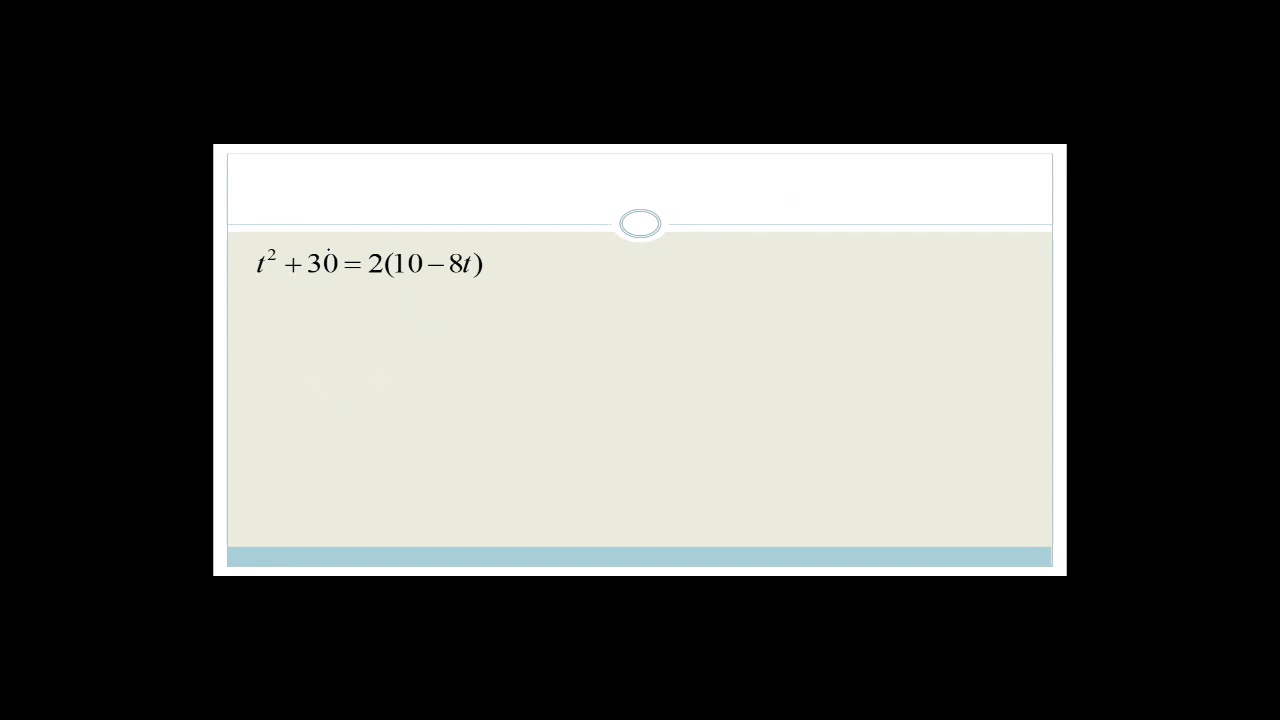 t² + 30 = 2(10 − 8t)